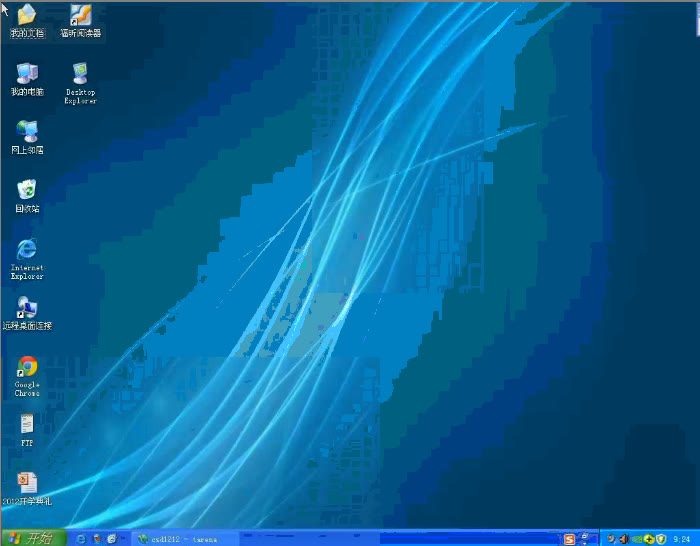 我的文档
福昕阅读器
我的电脑
Desktop
Explorer
网上邻居
回收站
Internet
Explorer
远程桌面连接
Google
Chrome
FTP
2012开学典礼
开始
csd1212 - tarena
9:24